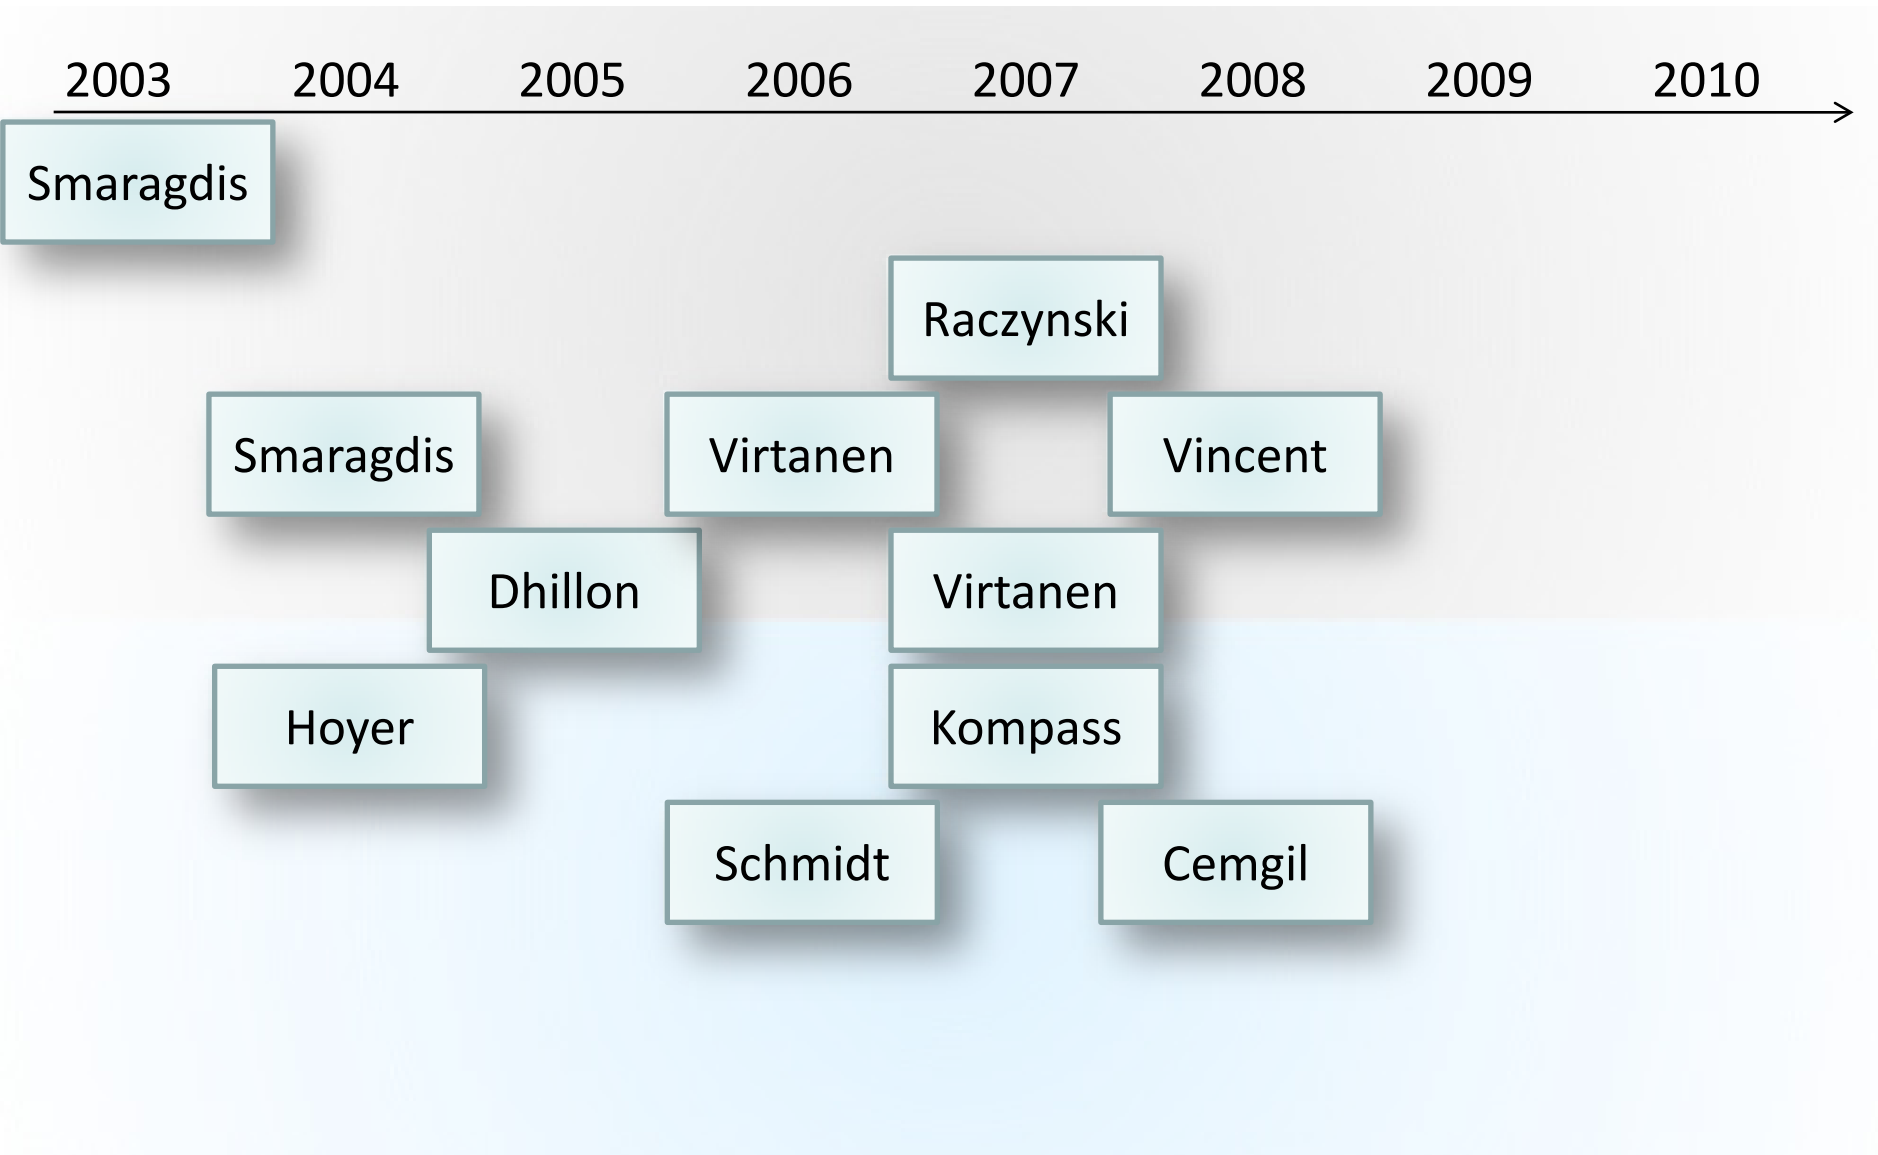 2003 2004 2005 2006 2007 2008 2009 2010
Smaragdis
Raczynski
Smaragdis Virtanen Vincent
Dhillon Virtanen
Hoyer Kompass
Schmidt Cemgil